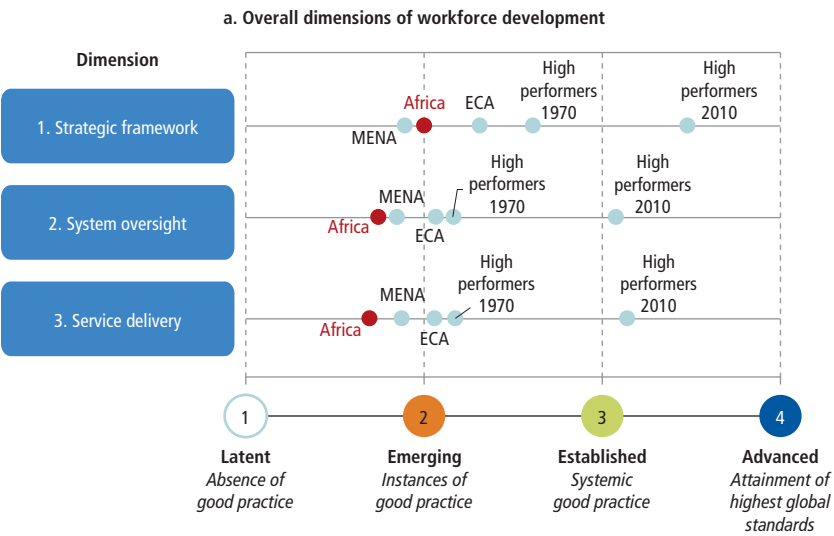 a. Overall dimensions of workforce development
Dimension
1. Strategic framework
MENA
Africa
ECA
High
performers
1970
High
performers
2010
2. System oversight
Africa
MENA
ECA
High
performers
1970
High
performers
2010
3. Service delivery
Africa
MENA
ECA
High
performers
1970
High
performers
2010
1
2
3
4
Latent
Absence of
good practice
Emerging
Instances of
good practice
Established
Systemic
good practice
Advanced
Attainment of
highest global
standards